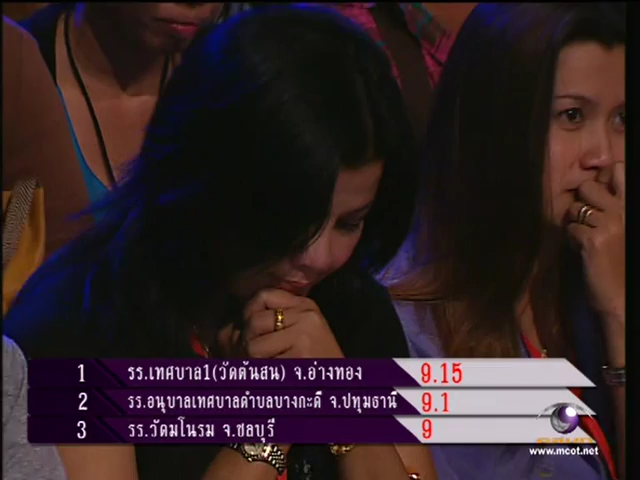 1 รร.เทศบาล1(วัดต้นสน) จ.อ่างทอง 9.15
2 รร.อนุบาลเทศบาลตำบลบางกะดี จ.ปทุมธานี 9.1
3 รร.วัดมโนรม จ.ชลบุรี 9
9
www.mcot.net